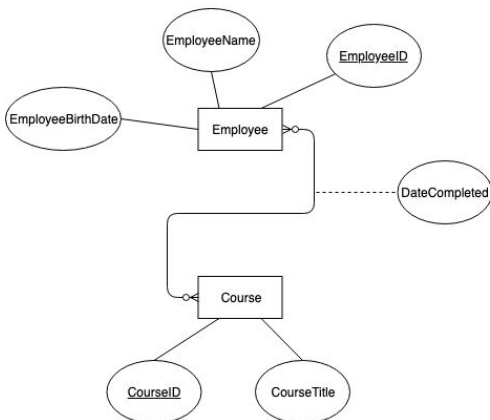 EmployeeName
EmployeeID
EmployeeBirthDate
Employee
DateCompleted
Course
CourseID
CourseTitle